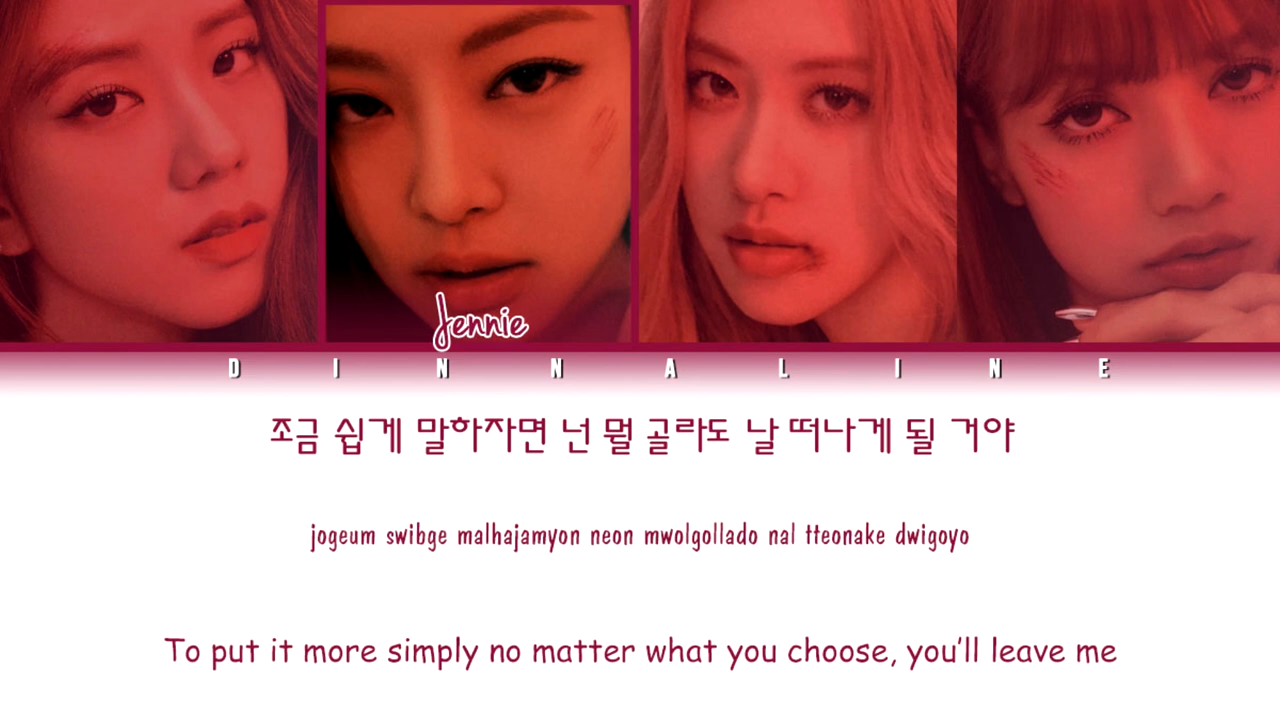 Jennie
D I N N A L I N E
조금 쉽게 말하자면 넌 뭘 골라도 날 떠나게 될 거야
jogeum swibge malhajamyon neon mwolgollado nal tteonake dwigoyo
To put it more simply no matter what you choose, you'll leave me